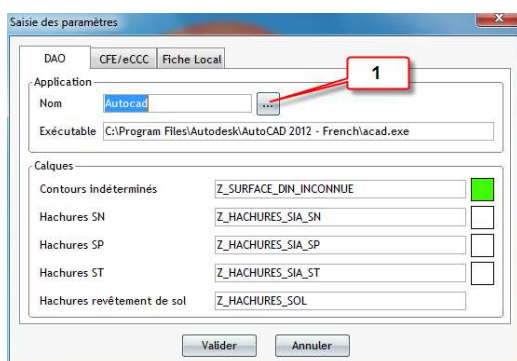 Saisie des paramètres
DAO CFE/eCCC Fiche Local
1
Application
Nom Autocad ...
Exécutable C:\Program Files\Autodesk\AutoCAD 2012 - French\acad.exe
Calques
Contours indéterminés Z_SURFACE_DIN_INCONNUE
Hachures SN Z_HACHURES_SIA_SN
Hachures SP Z_HACHURES_SIA_SP
Hachures ST Z_HACHURES_SIA_ST
Hachures revêtement de sol Z_HACHURES_SOL
Valider Annuler